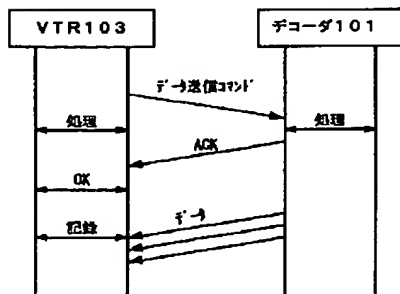 VTR103
デコーダ101
データ送信コマンド
処理
処理
ACK
OK
データ
記録